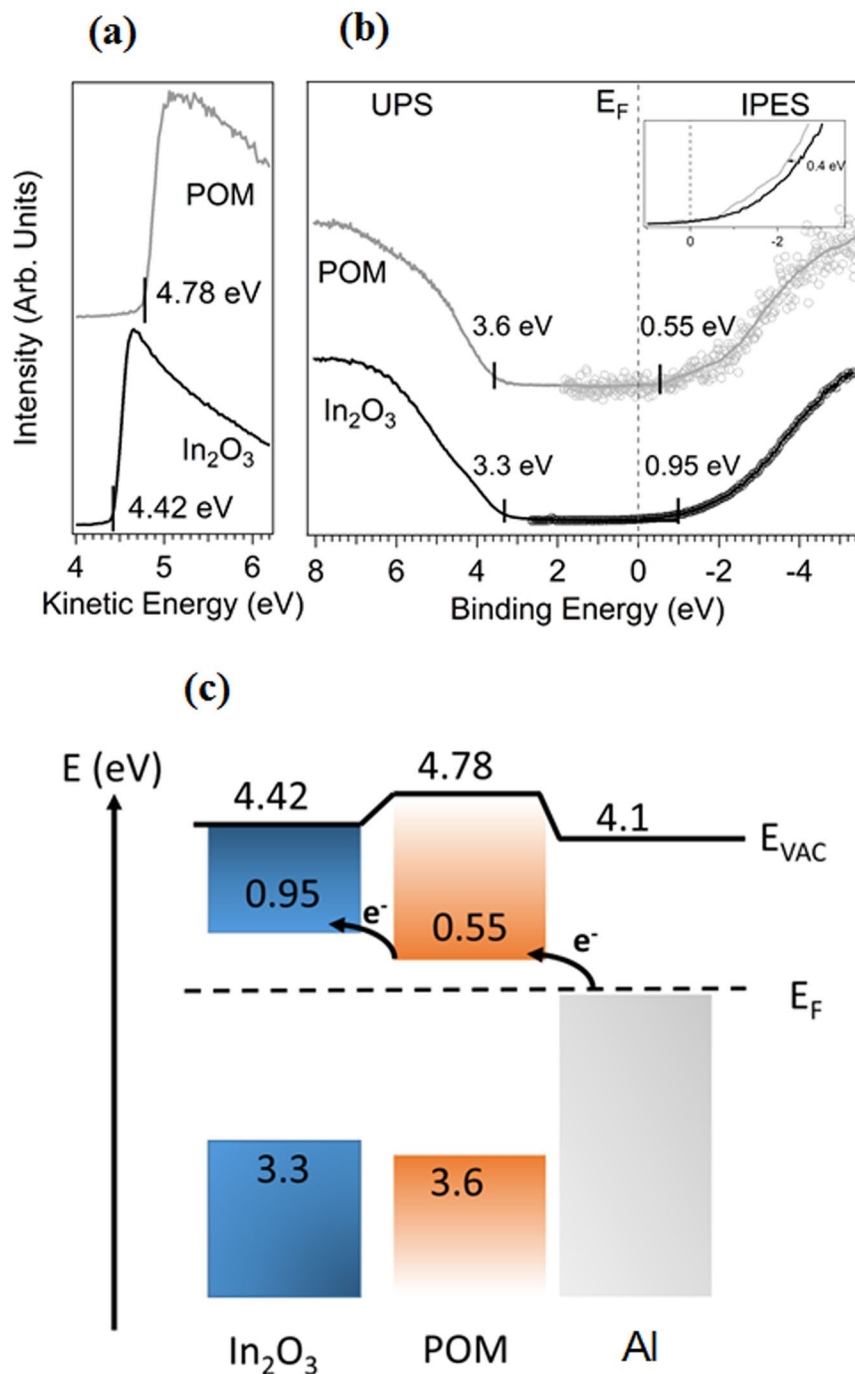 (a)
Intensity (Arb. Units)
POM
4.78 eV
In₂O₃
4.42 eV
4 5 6
Kinetic Energy (eV)
(b)
UPS E_F IPES
0.4 eV
0 -2
POM
3.6 eV 0.55 eV
In₂O₃
3.3 eV 0.95 eV
8 6 4 2 0 -2 -4
Binding Energy (eV)
(c)
E (eV)
4.42 4.78 4.1 E_VAC
0.95 e⁻ 0.55 e⁻
E_F
3.3 3.6
In₂O₃ POM Al